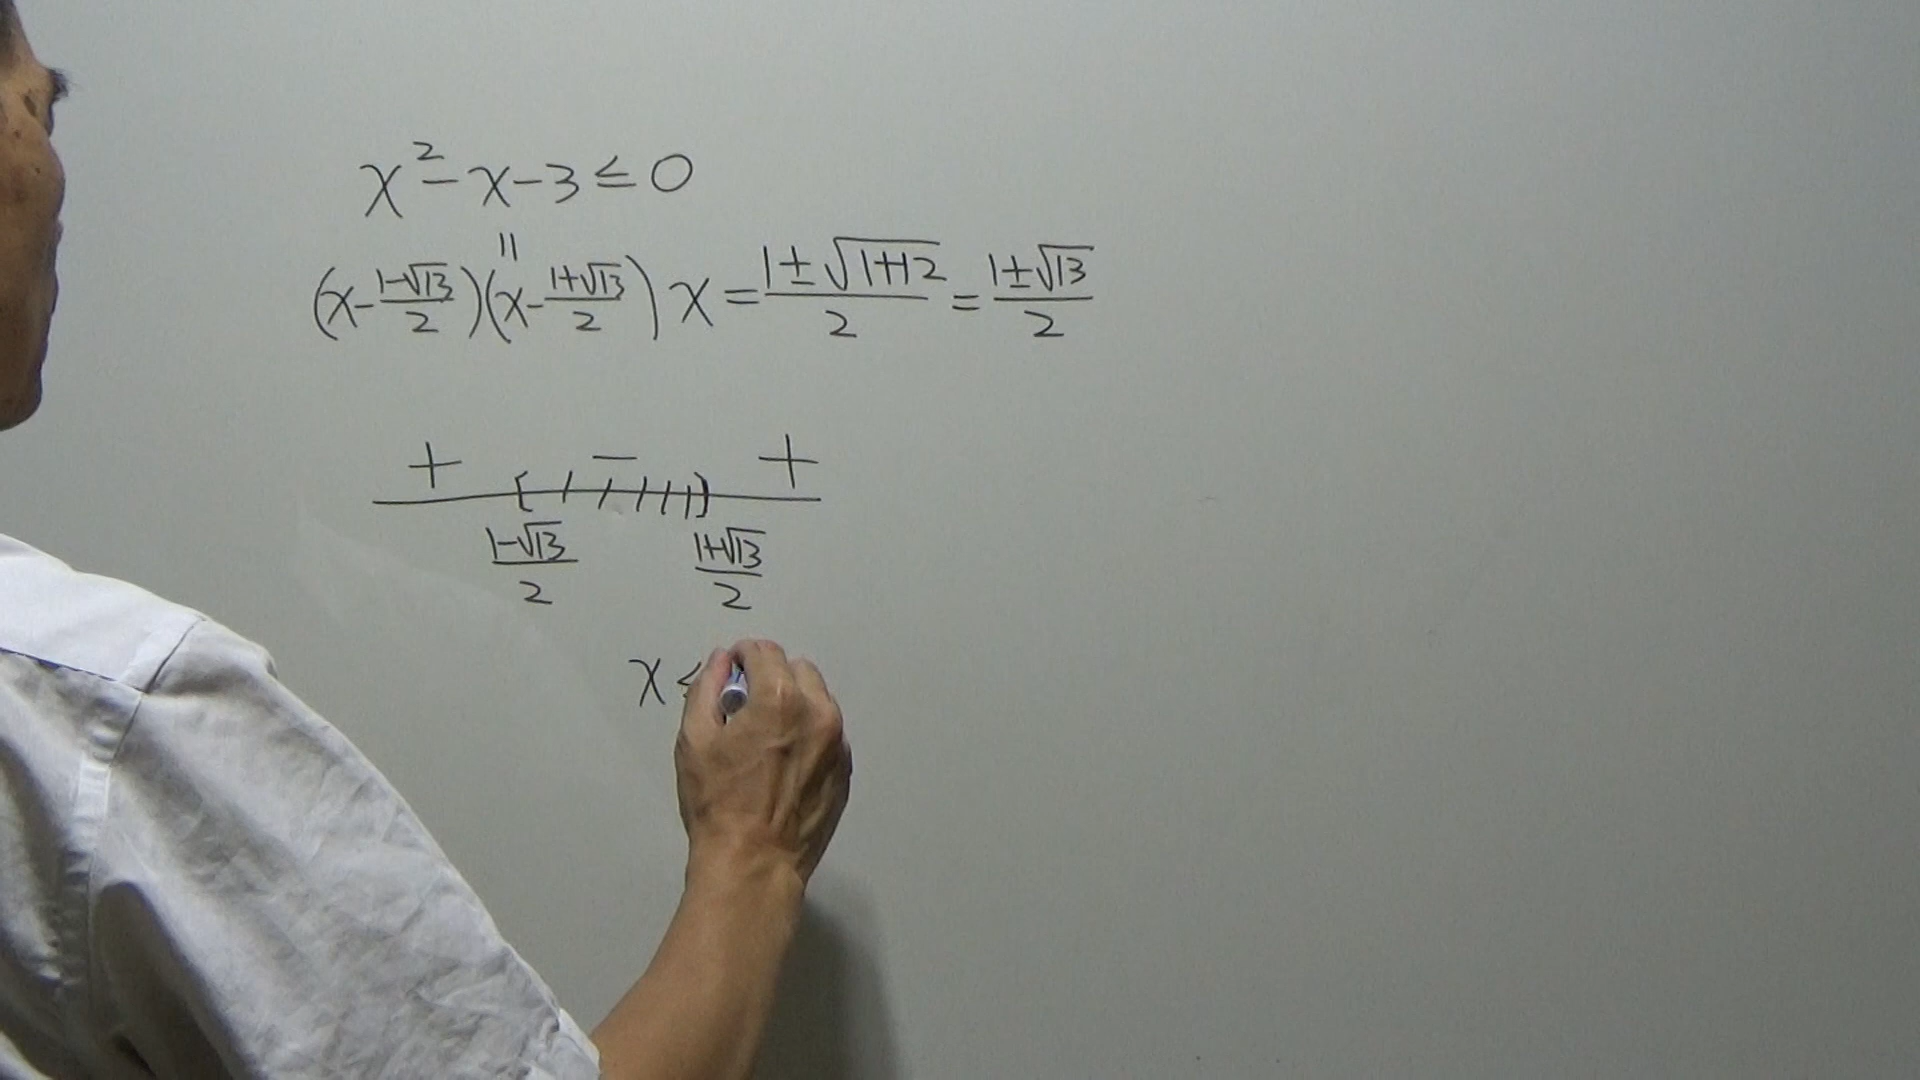 x² - x - 3 ≤ 0
||
(x - (1-√13)/2)(x - (1+√13)/2) x = (1±√(1+12))/2 = (1±√13)/2
+ [ − ] +
(1-√13)/2 (1+√13)/2
x